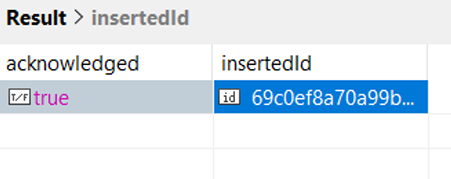 Result > insertedId
acknowledged insertedId
T/F true id 69c0ef8a70a99b...